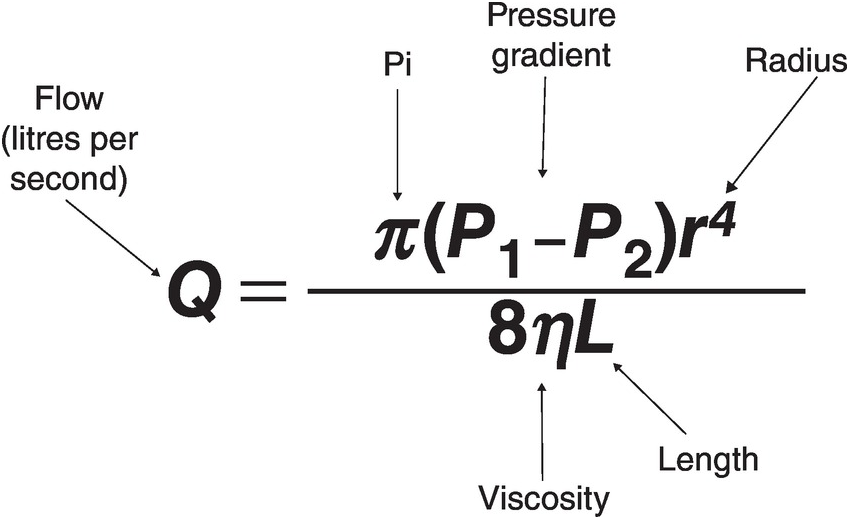 Pressure
gradient
Pi
Radius
Flow
(litres per
second)
Q = π(P₁–P₂)r⁴
8ηL
Length
Viscosity